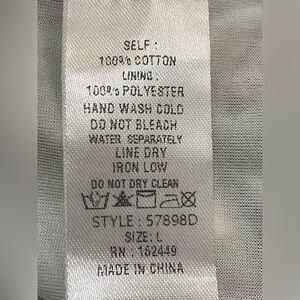 SELF :
100% COTTON
LINING :
100% POLYESTER
HAND WASH COLD
DO NOT BLEACH
WATER SEPARATELY
LINE DRY
IRON LOW
DO NOT DRY CLEAN
STYLE : 57898D
SIZE: L
RN : 152449
MADE IN CHINA